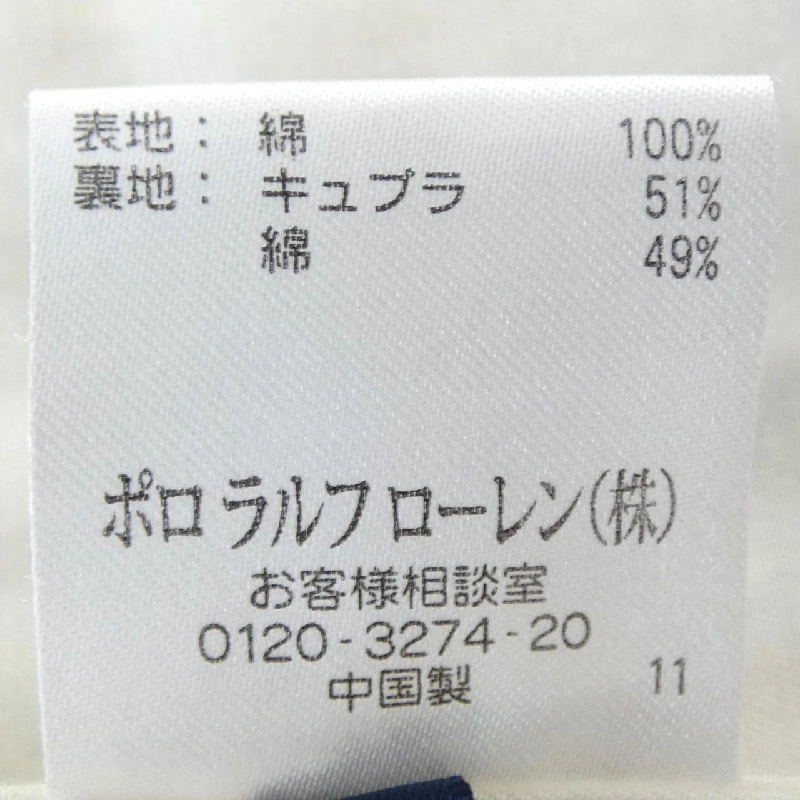 表地： 綿 100%
裏地： キュプラ 51%
綿 49%
ポロ ラルフ ローレン(株)
お客様相談室
0120-3274-20
中国製 11